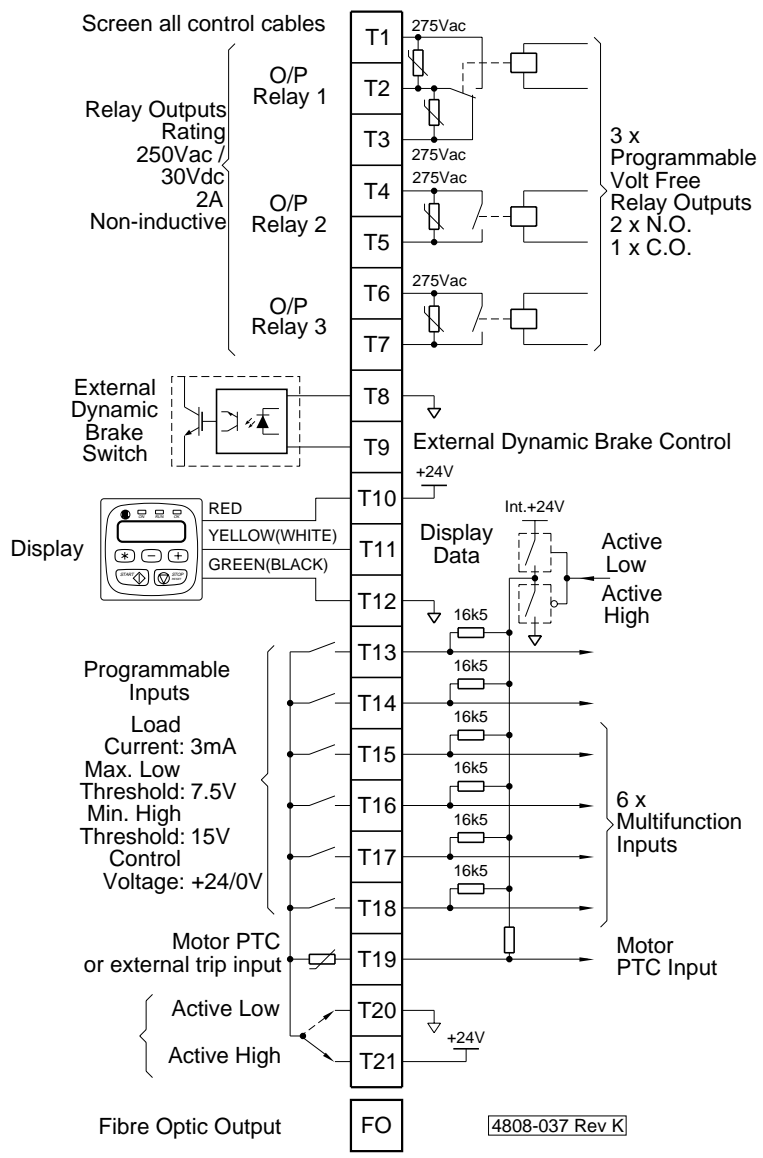 Screen all control cables
T1
275Vac
O/P
Relay 1
T2
Relay Outputs
Rating
250Vac /
30Vdc
2A
Non-inductive
T3
275Vac
3 x
Programmable
Volt Free
Relay Outputs
2 x N.O.
1 x C.O.
275Vac
T4
O/P
Relay 2
T5
275Vac
T6
O/P
Relay 3
T7
External
Dynamic
Brake
Switch
T8
T9
External Dynamic Brake Control
+24V
T10
RED
Display
YELLOW(WHITE)
T11
Display
Data
GREEN(BLACK)
T12
START
STOP
Int.+24V
Active
Low
Active
High
16k5
T13
Programmable
Inputs
16k5
T14
Load
Current: 3mA
Max. Low
Threshold: 7.5V
Min. High
Threshold: 15V
Control
Voltage: +24/0V
16k5
T15
16k5
T16
16k5
T17
16k5
T18
6 x
Multifunction
Inputs
Motor PTC
or external trip input
T19
Motor
PTC Input
Active Low
T20
Active High
T21
+24V
Fibre Optic Output
FO
4808-037 Rev K